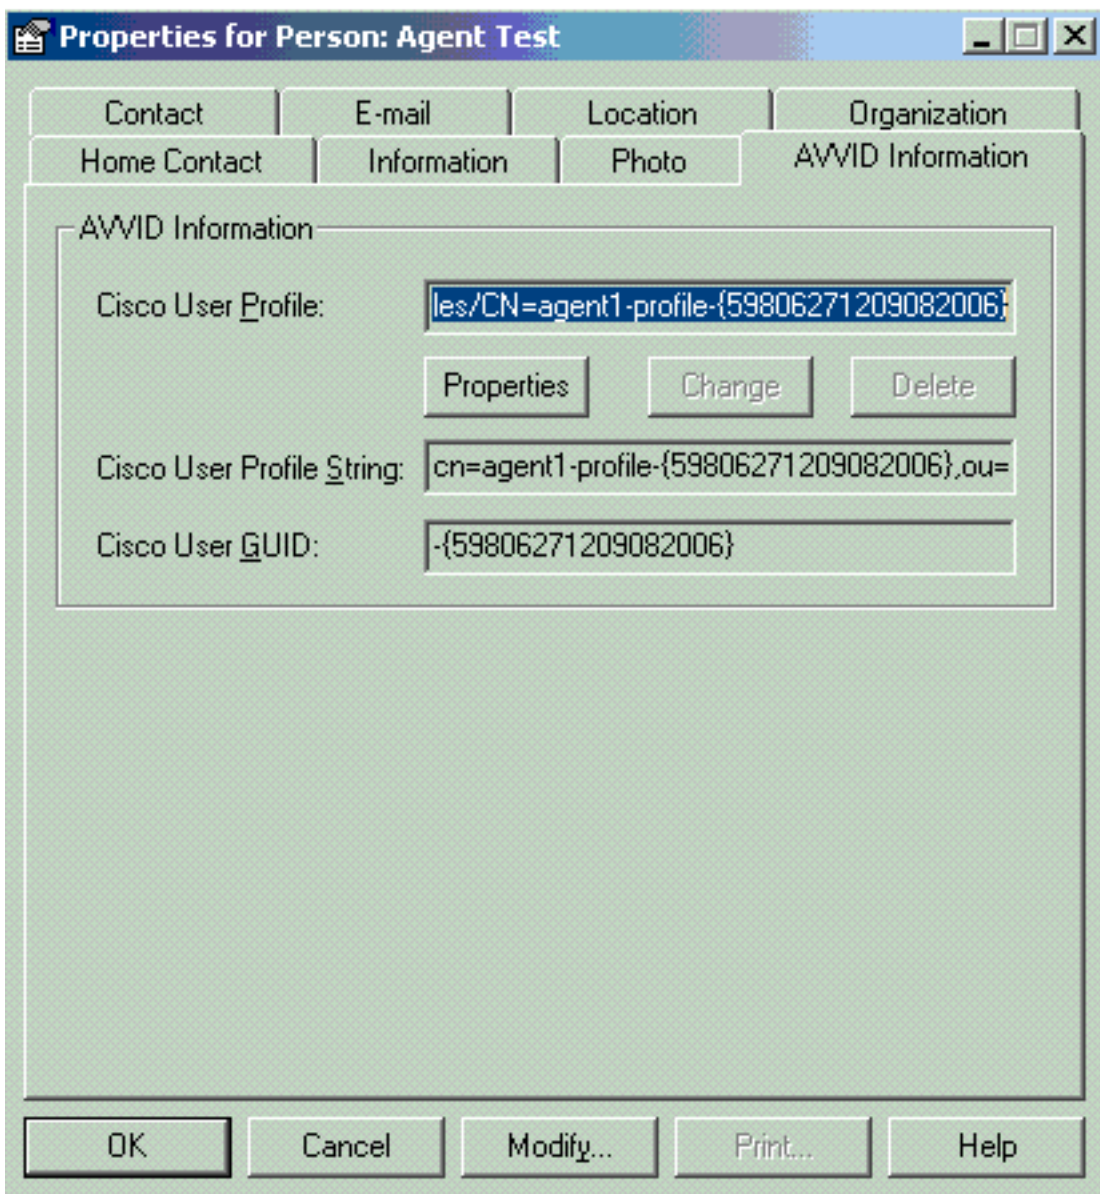 Properties for Person: Agent Test
Contact E-mail Location Organization
Home Contact Information Photo AVVID Information
AVVID Information
Cisco User Profile: les/CN=agent1-profile-{59806271209082006}
Properties Change Delete
Cisco User Profile String: cn=agent1-profile-{59806271209082006},ou=
Cisco User GUID: -{59806271209082006}
OK Cancel Modify... Print... Help